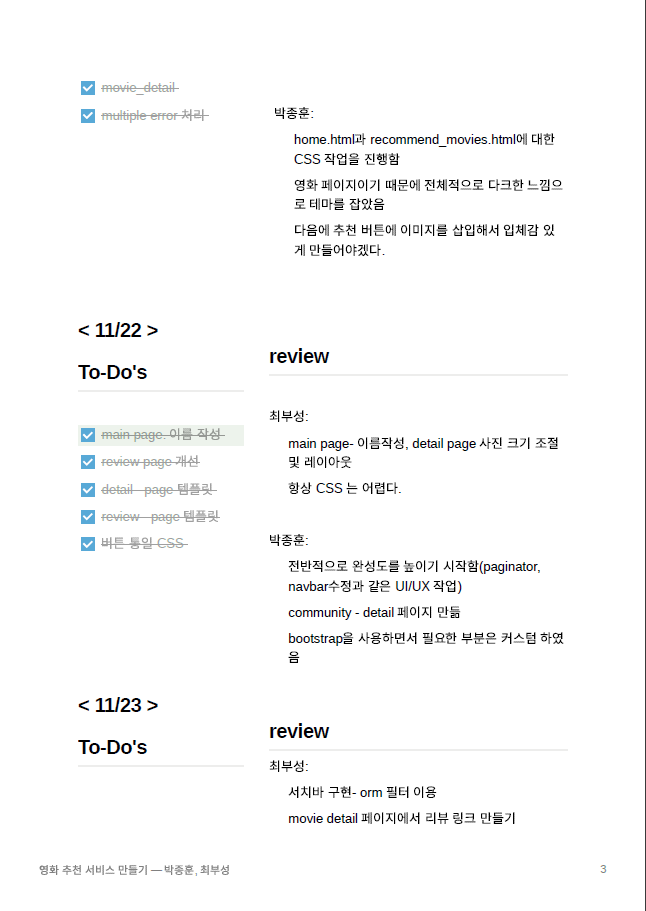 movie_detail
multiple error 처리
박종훈:
home.html과 recommend_movies.html에 대한
CSS 작업을 진행함
영화 페이지이기 때문에 전체적으로 다크한 느낌으
로 테마를 잡았음
다음에 추천 버튼에 이미지를 삽입해서 입체감 있
게 만들어야겠다.
< 11/22 >
To-Do's
main page. 이름 작성
review page 개선
detail - page 템플릿
review - page 템플릿
버튼 통일 CSS
review
최부성:
main page- 이름작성, detail page 사진 크기 조절
및 레이아웃
항상 CSS 는 어렵다.
박종훈:
전반적으로 완성도를 높이기 시작함(paginator,
navbar수정과 같은 UI/UX 작업)
community - detail 페이지 만듦
bootstrap을 사용하면서 필요한 부분은 커스텀 하였
음
< 11/23 >
To-Do's
review
최부성:
서치바 구현- orm 필터 이용
movie detail 페이지에서 리뷰 링크 만들기
영화 추천 서비스 만들기 — 박종훈, 최부성
3